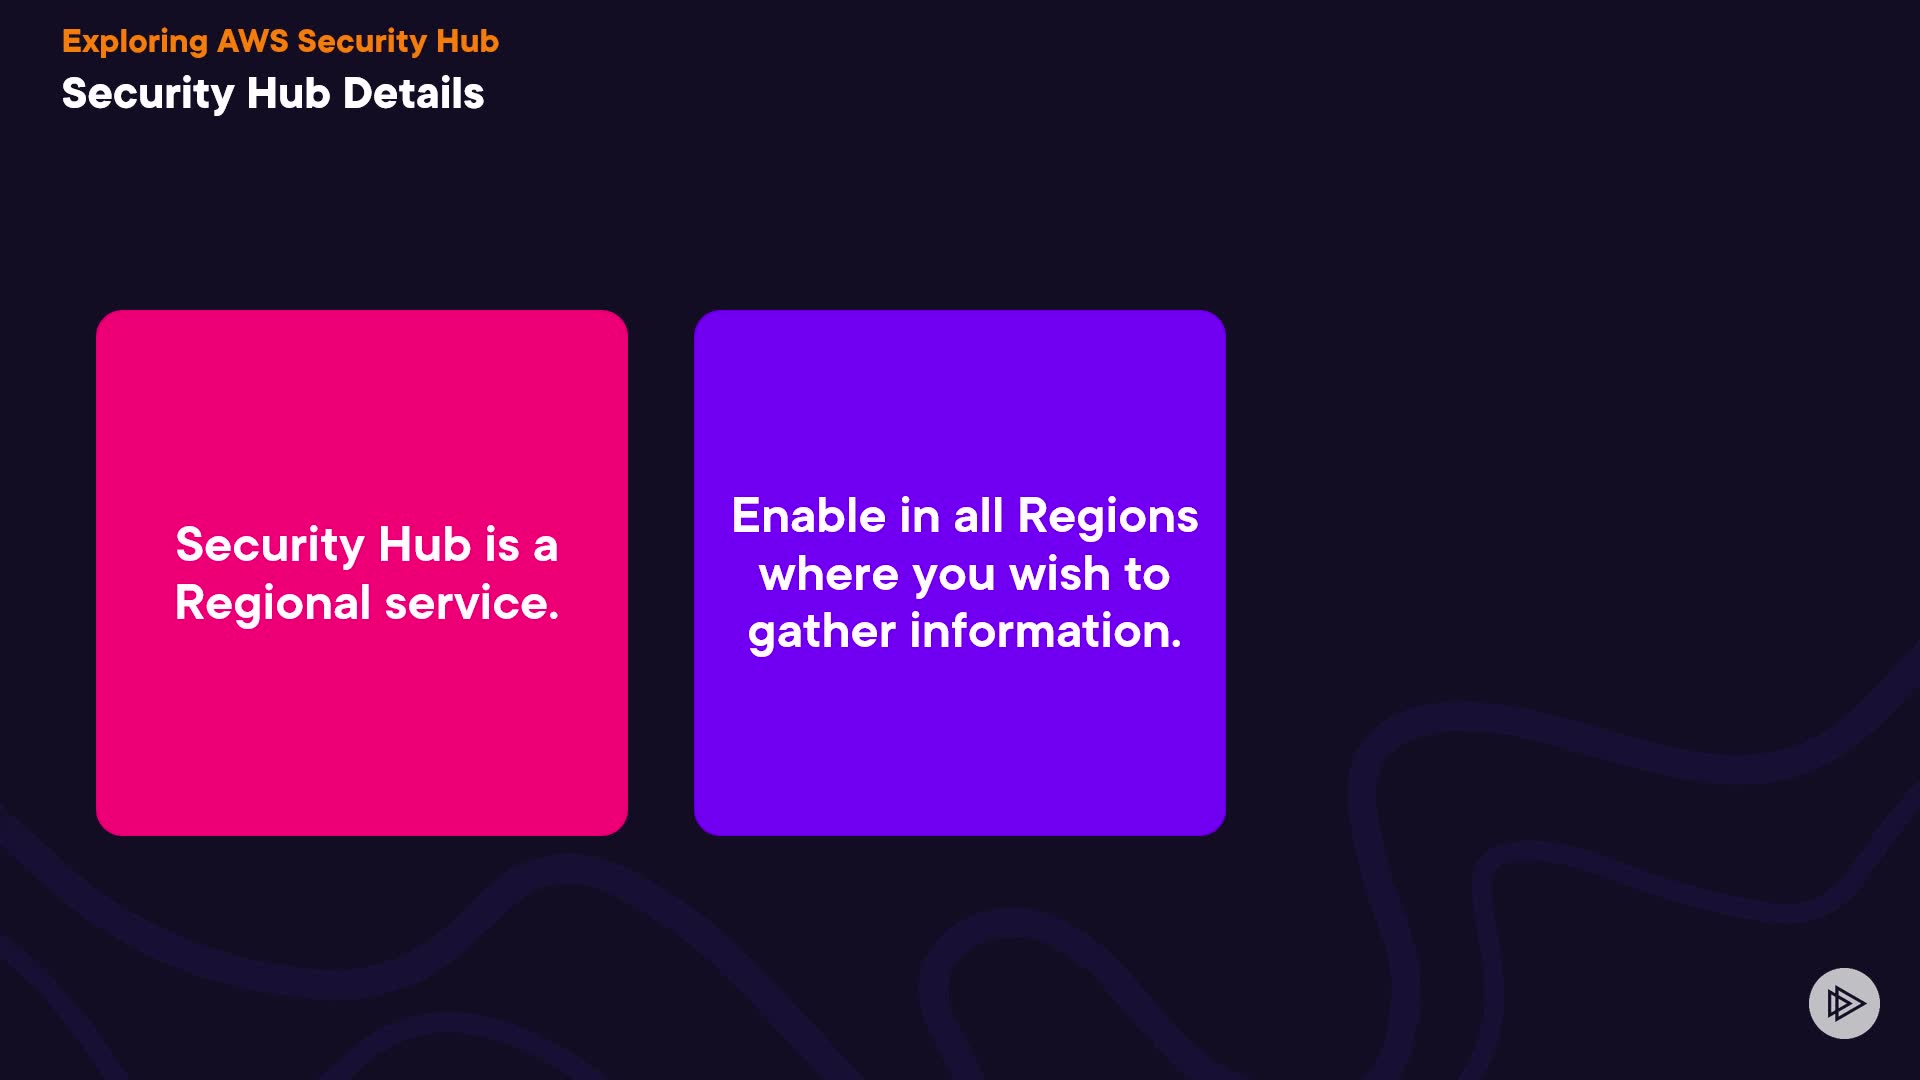 Exploring AWS Security Hub
Security Hub Details
Security Hub is a
Regional service.
Enable in all Regions
where you wish to
gather information.